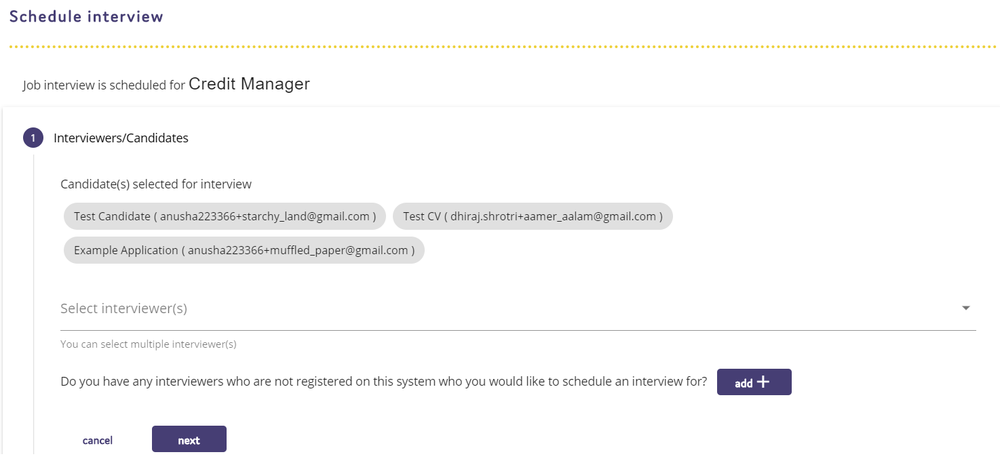 Schedule interview
Job interview is scheduled for Credit Manager
1 Interviewers/Candidates
Candidate(s) selected for interview
Test Candidate ( anusha223366+starchy_land@gmail.com ) Test CV ( dhiraj.shrotri+aamer_aalam@gmail.com )
Example Application ( anusha223366+muffled_paper@gmail.com )
Select interviewer(s)
You can select multiple interviewer(s)
Do you have any interviewers who are not registered on this system who you would like to schedule an interview for? add +
cancel next